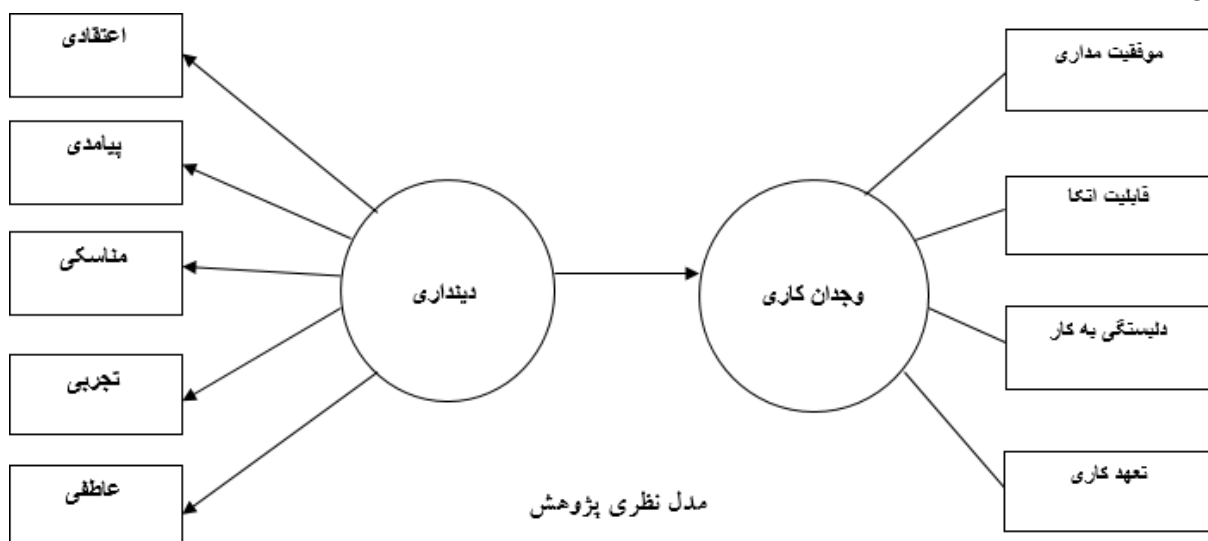 اعتقادی
پیامدی
مناسکی
تجربی
عاطفی
دینداری
وجدان کاری
موفقیت مداری
قابلیت اتکا
دلبستگی به کار
تعهد کاری
مدل نظری پژوهش